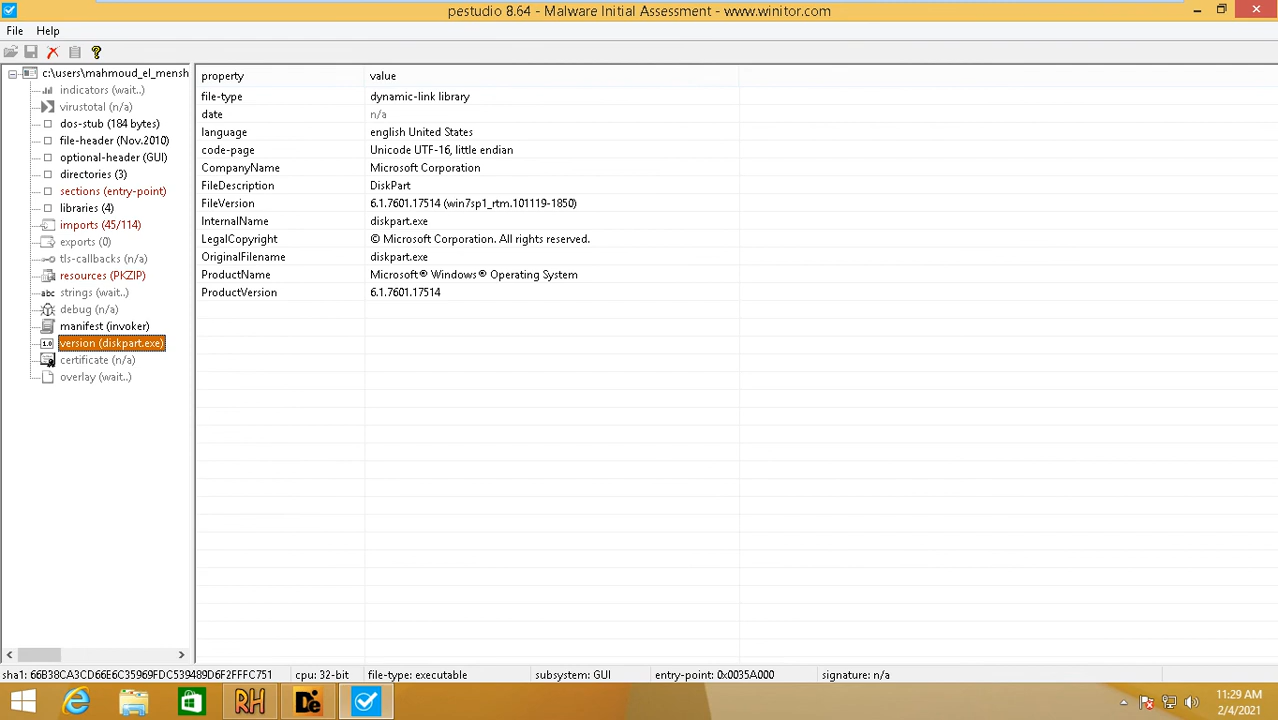 pestudio 8.64 - Malware Initial Assessment - www.winitor.com
File Help
c:\users\mahmoud_el_mensh
indicators (wait..)
virustotal (n/a)
dos-stub (184 bytes)
file-header (Nov.2010)
optional-header (GUI)
directories (3)
sections (entry-point)
libraries (4)
imports (45/114)
exports (0)
tls-callbacks (n/a)
resources (PKZIP)
abc strings (wait..)
debug (n/a)
manifest (invoker)
1.0 version (diskpart.exe)
certificate (n/a)
overlay (wait..)
property value
file-type dynamic-link library
date n/a
language english United States
code-page Unicode UTF-16, little endian
CompanyName Microsoft Corporation
FileDescription DiskPart
FileVersion 6.1.7601.17514 (win7sp1_rtm.101119-1850)
InternalName diskpart.exe
LegalCopyright © Microsoft Corporation. All rights reserved.
OriginalFilename diskpart.exe
ProductName Microsoft® Windows® Operating System
ProductVersion 6.1.7601.17514
sha1: 66B38CA3CD66E6C35969FDC539489D6F2FFFC751 cpu: 32-bit file-type: executable subsystem: GUI entry-point: 0x0035A000 signature: n/a
RH De
11:29 AM
2/4/2021